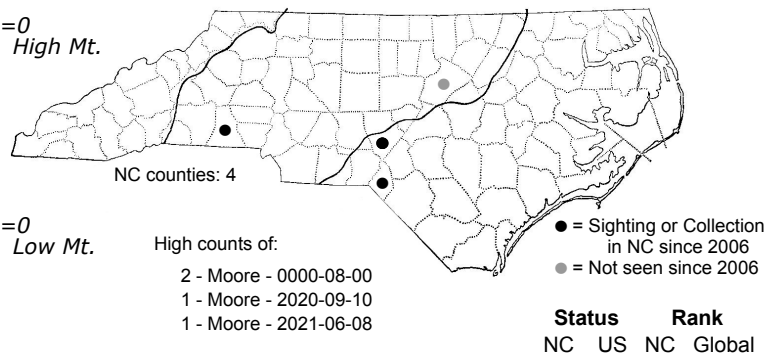 =0
High Mt.
NC counties: 4
=0
Low Mt.
High counts of:
2 - Moore - 0000-08-00
1 - Moore - 2020-09-10
1 - Moore - 2021-06-08
● = Sighting or Collection
in NC since 2006
● = Not seen since 2006
Status Rank
NC US NC Global